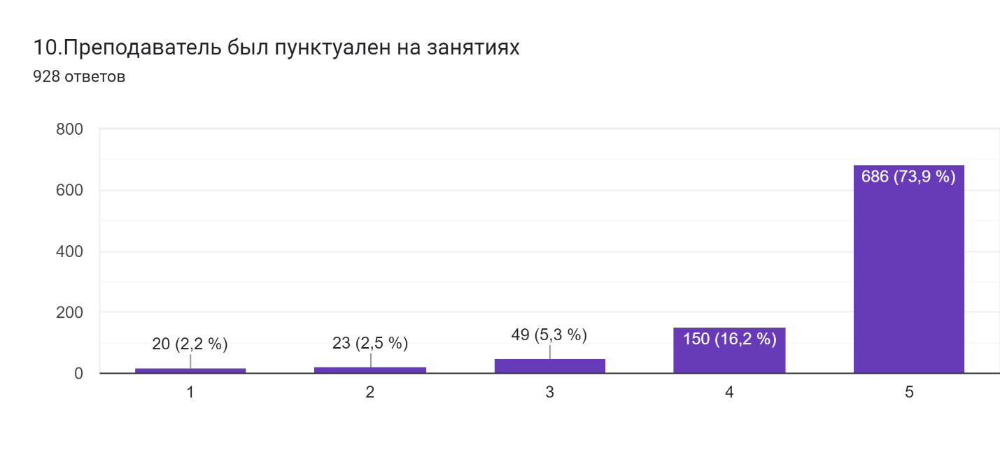 10.Преподаватель был пунктуален на занятиях
928 ответов
800
600
400
200
0
20 (2,2 %)
23 (2,5 %)
49 (5,3 %)
150 (16,2 %)
686 (73,9 %)
1
2
3
4
5